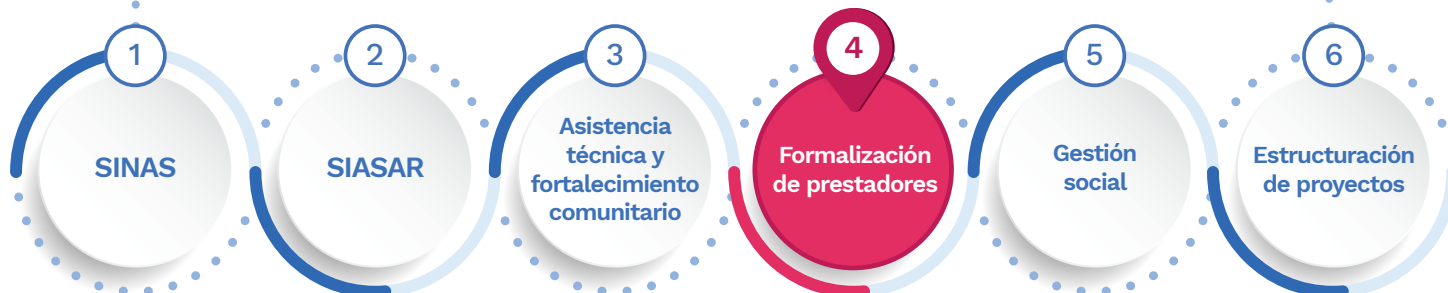 1
SINAS
2
SIASAR
3
Asistencia
técnica y
fortalecimiento
comunitario
4
Formalización
de prestadores
5
Gestión
social
6
Estructuración
de proyectos